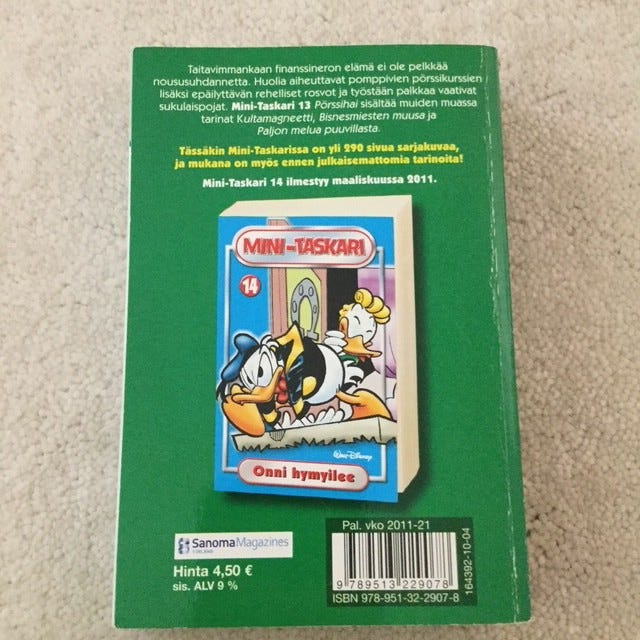 Taitavimmankaan finanssineron elämä ei ole pelkkää
noususuhdannetta. Huolia aiheuttavat pomppivien pörssikurssien
lisäksi epäilyttävän rehelliset rosvot ja työstään palkkaa vaativat
sukulaispojat. Mini-Taskari 13 Pörssihai sisältää muiden muassa
tarinat Kultamagneetti, Bisnesmiesten muusa ja
Paljon melua puuvillasta.
Tässäkin Mini-Taskarissa on yli 290 sivua sarjakuvaa,
ja mukana on myös ennen julkaisemattomia tarinoita!
Mini-Taskari 14 ilmestyy maaliskuussa 2011.
MINI-TASKARI
14
Walt Disney
Onni hymyilee
SanomaMagazines
FINLAND
Hinta 4,50 €
sis. ALV 9 %
Pal. vko 2011-21
9 789513 229078
ISBN 978-951-32-2907-8
164392-10-04